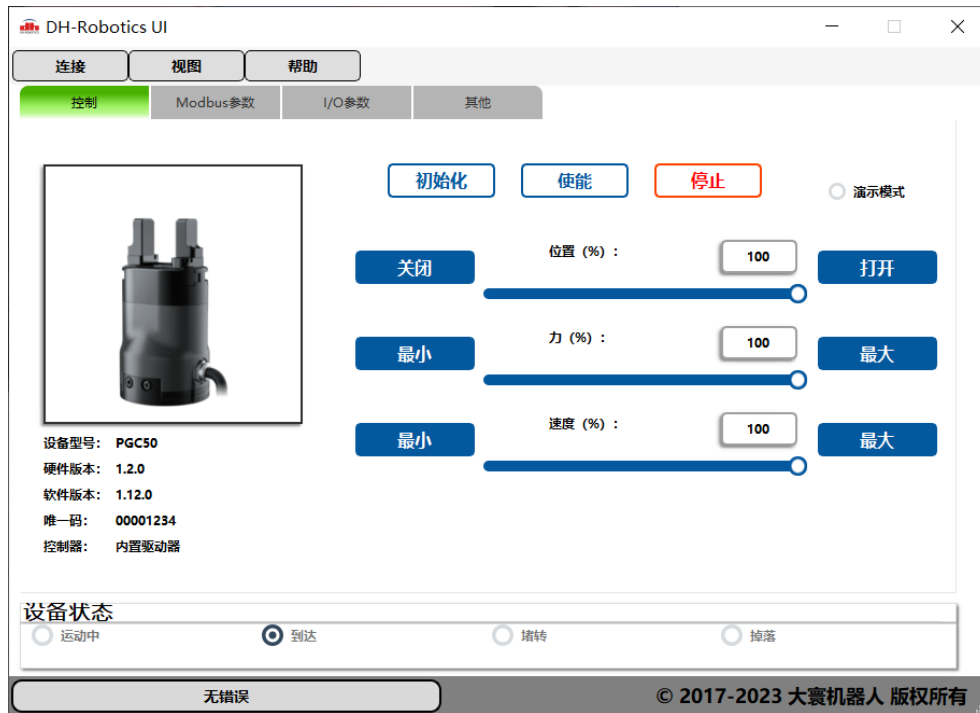 DH-Robotics UI
连接 视图 帮助
控制 Modbus参数 I/O参数 其他
初始化 使能 停止 演示模式
关闭 位置 (%) : 100 打开
最小 力 (%) : 100 最大
最小 速度 (%) : 100 最大
设备型号: PGC50
硬件版本: 1.2.0
软件版本: 1.12.0
唯一码: 00001234
控制器: 内置驱动器
设备状态
运动中 到达 堵转 掉落
无错误 © 2017-2023 大寰机器人 版权所有